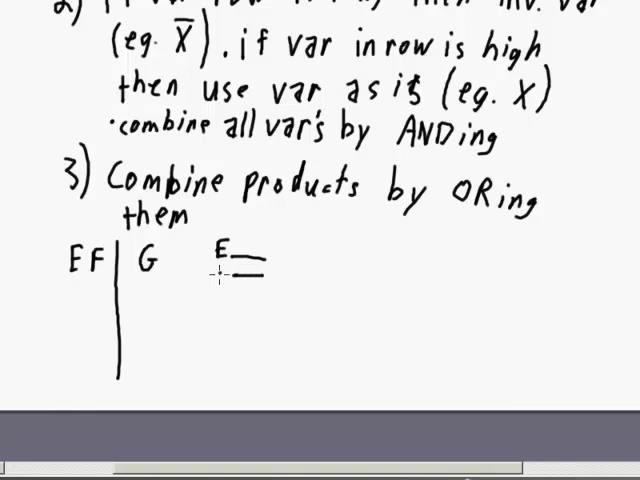 (eg. X̅). if var in row is high
then use var as is (eg. X)
•combine all var's by ANDing
3) Combine products by ORing
them
EF G E